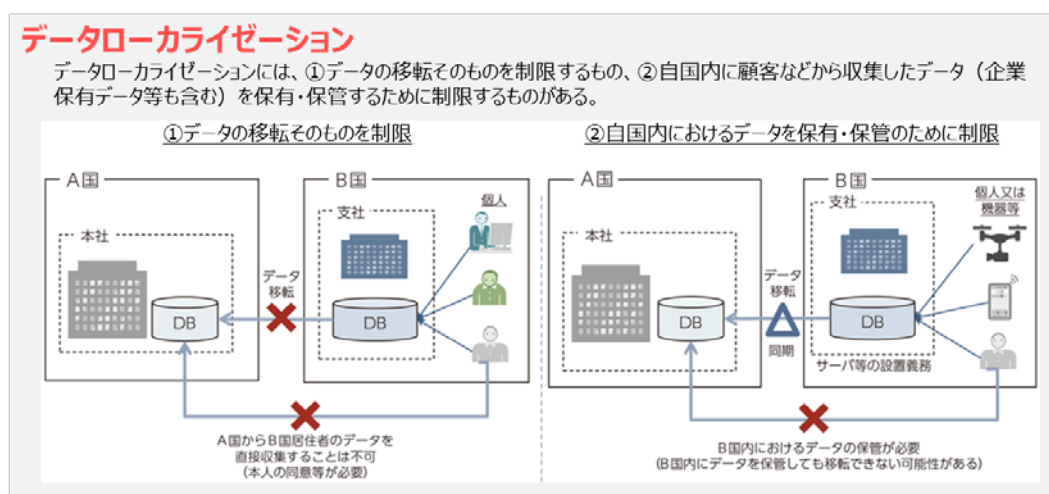 データローカライゼーション
データローカライゼーションには、①データの移転そのものを制限するもの、②自国内に顧客などから収集したデータ（企業
保有データ等も含む）を保有・保管するために制限するものがある。
①データの移転そのものを制限
A国
本社
DB
データ
移転
B国
支社
DB
個人
A国からB国居住者のデータを
直接収集することは不可
（本人の同意等が必要）
②自国内におけるデータを保有・保管のために制限
A国
本社
DB
データ
移転
同期
B国
支社
DB
サーバ等の設置義務
個人又は
機器等
B国内におけるデータの保管が必要
（B国内にデータを保管しても移転できない可能性がある）